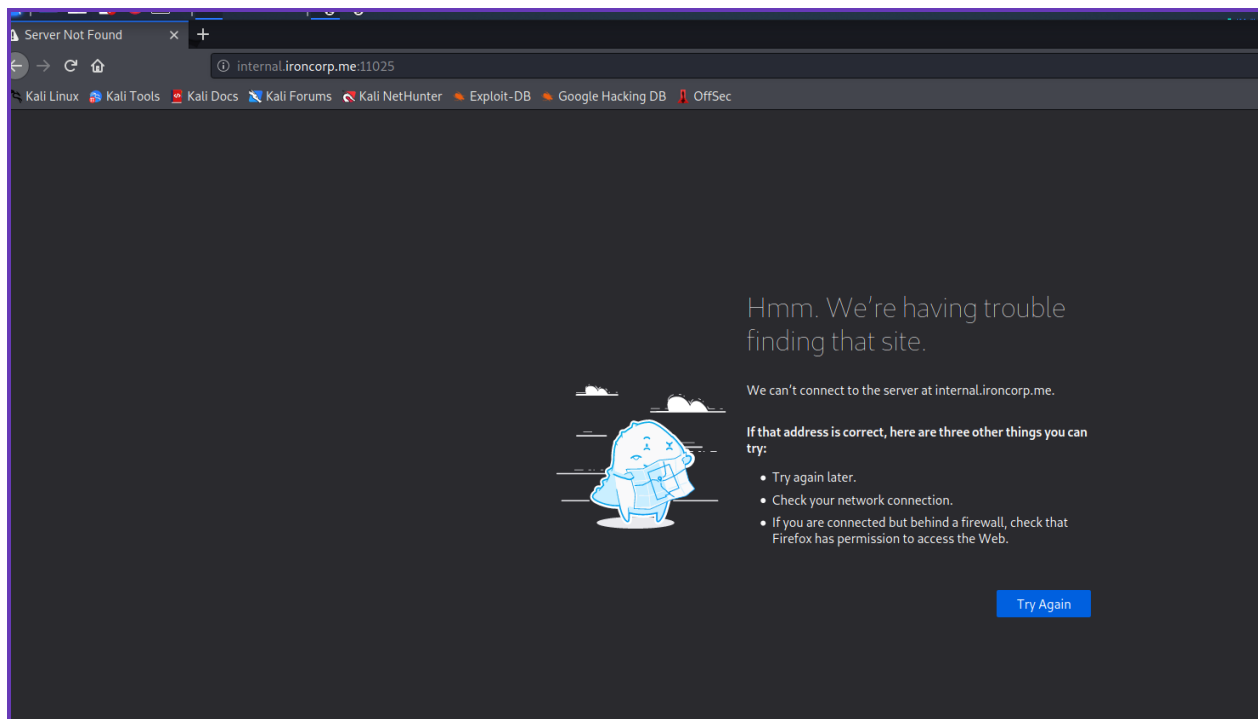 Server Not Found
internal.ironcorp.me:11025
Kali Linux Kali Tools Kali Docs Kali Forums Kali NetHunter Exploit-DB Google Hacking DB OffSec
Hmm. We're having trouble
finding that site.
We can't connect to the server at internal.ironcorp.me.
If that address is correct, here are three other things you can
try:
• Try again later.
• Check your network connection.
• If you are connected but behind a firewall, check that
Firefox has permission to access the Web.
Try Again